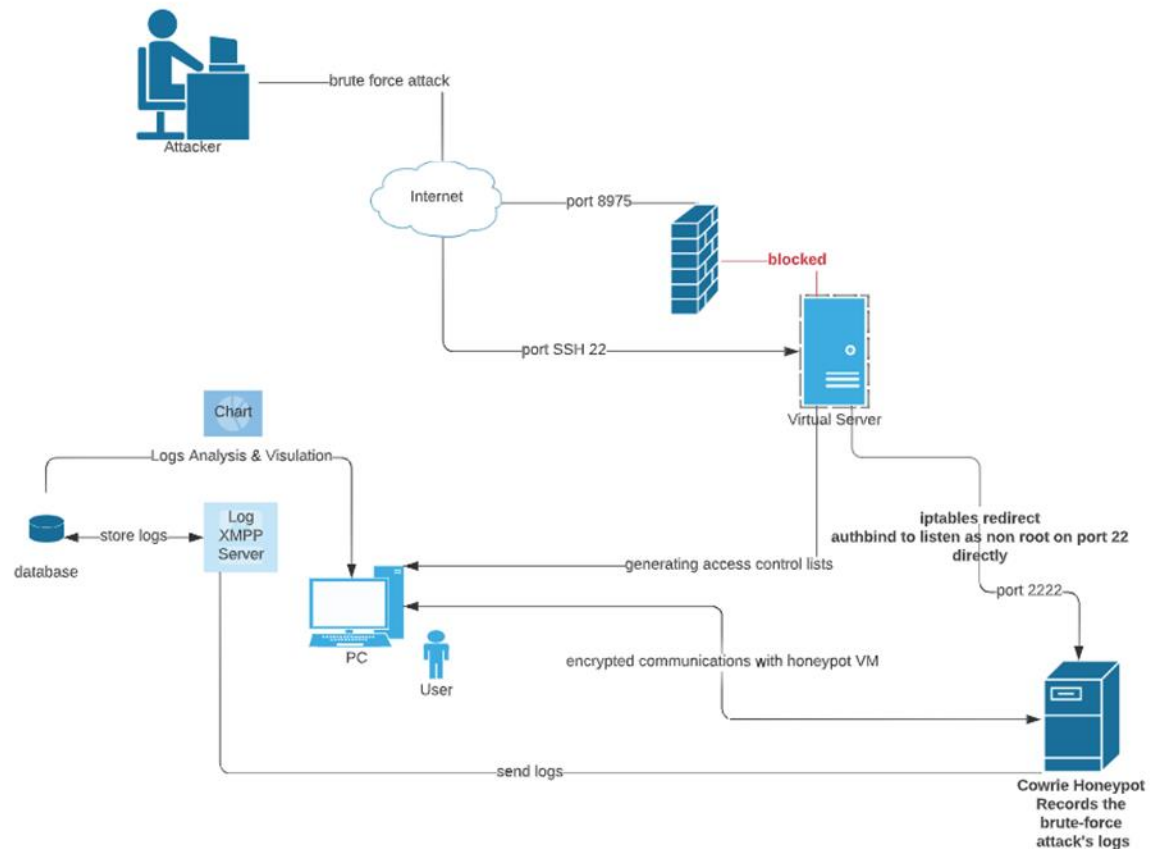 brute force attack
Attacker
Internet
port 8975
blocked
port SSH 22
Virtual Server
Chart
Logs Analysis & Visulation
Log
XMPP
Server
store logs
database
iptables redirect
authbind to listen as non root on port 22
directly
generating access control lists
port 2222
PC
User
encrypted communications with honeypot VM
send logs
Cowrie Honeypot
Records the
brute-force
attack's logs